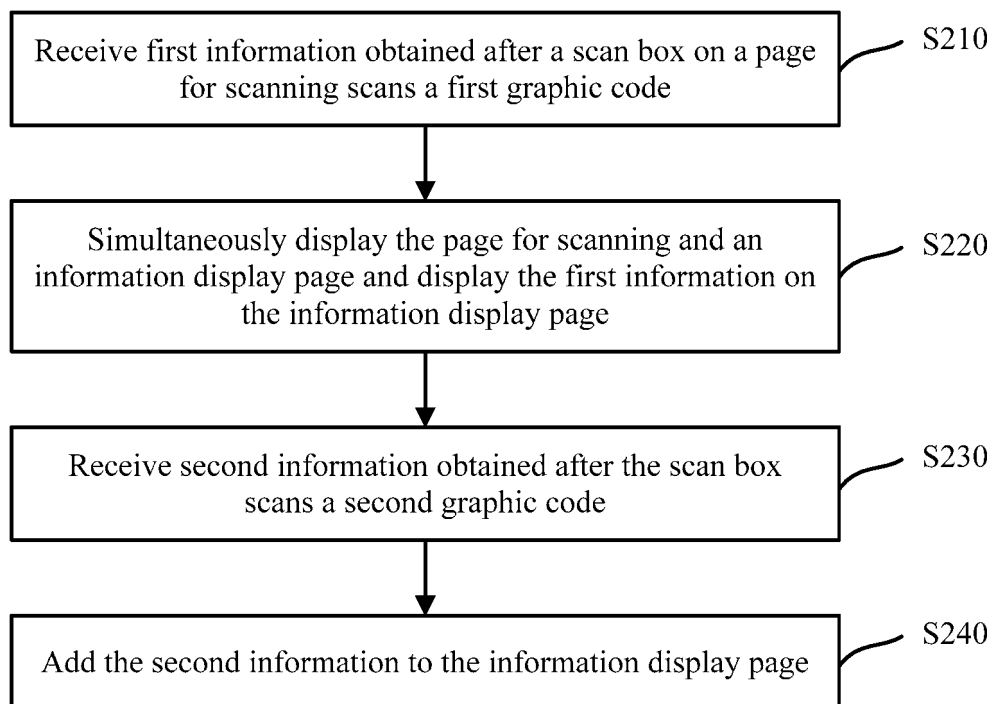 Receive first information obtained after a scan box on a page
for scanning scans a first graphic code
S210
Simultaneously display the page for scanning and an
information display page and display the first information on
the information display page
S220
Receive second information obtained after the scan box
scans a second graphic code
S230
Add the second information to the information display page
S240